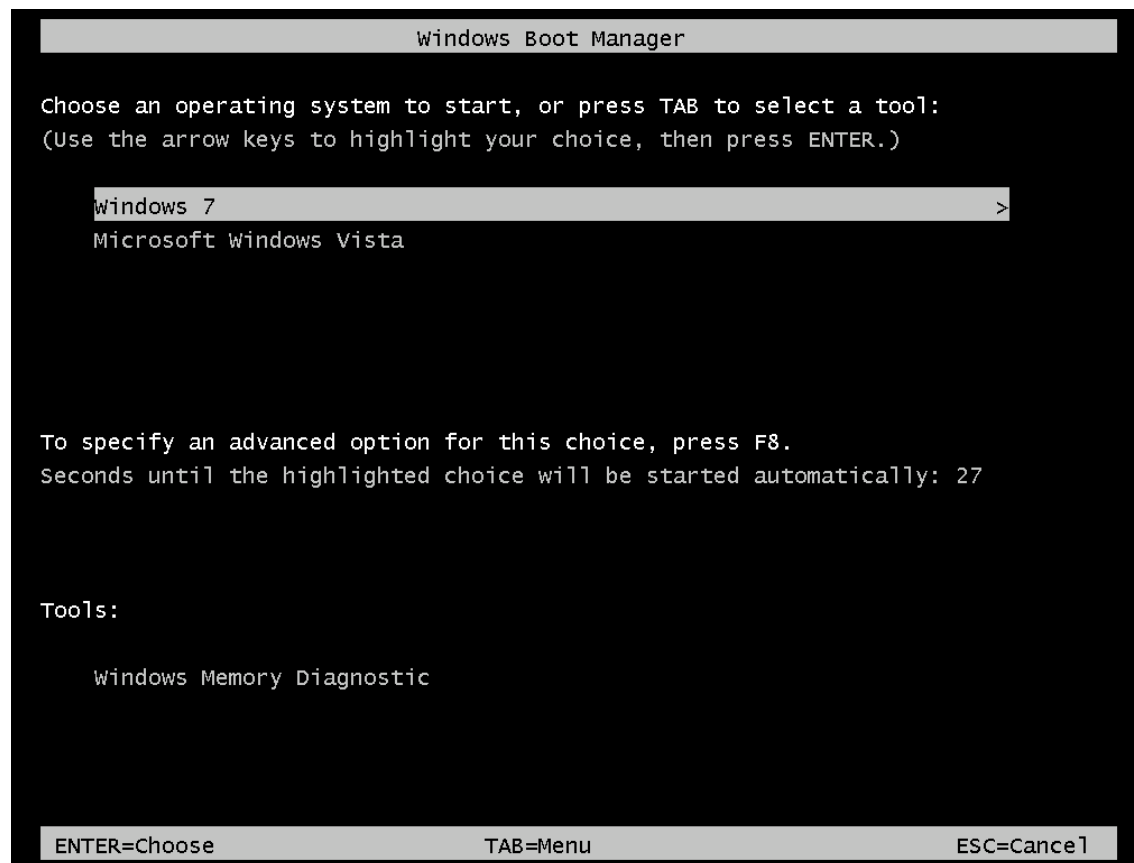 Windows Boot Manager
Choose an operating system to start, or press TAB to select a tool:
(Use the arrow keys to highlight your choice, then press ENTER.)
Windows 7 >
Microsoft Windows Vista
To specify an advanced option for this choice, press F8.
Seconds until the highlighted choice will be started automatically: 27
Tools:
Windows Memory Diagnostic
ENTER=Choose TAB=Menu ESC=Cancel